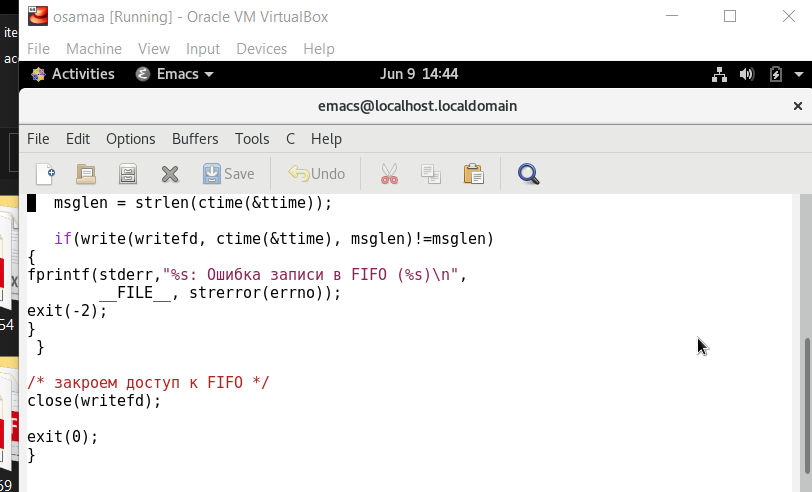 osamaa [Running] - Oracle VM VirtualBox
File Machine View Input Devices Help
Activities Emacs Jun 9 14:44
emacs@localhost.localdomain
File Edit Options Buffers Tools C Help
Save Undo
msglen = strlen(ctime(&ttime));
if(write(writefd, ctime(&ttime), msglen)!=msglen)
{
fprintf(stderr,"%s: Ошибка записи в FIFO (%s)\n",
__FILE__, strerror(errno));
exit(-2);
}
}
/* закроем доступ к FIFO */
close(writefd);
exit(0);
}
ite
ac
54
59